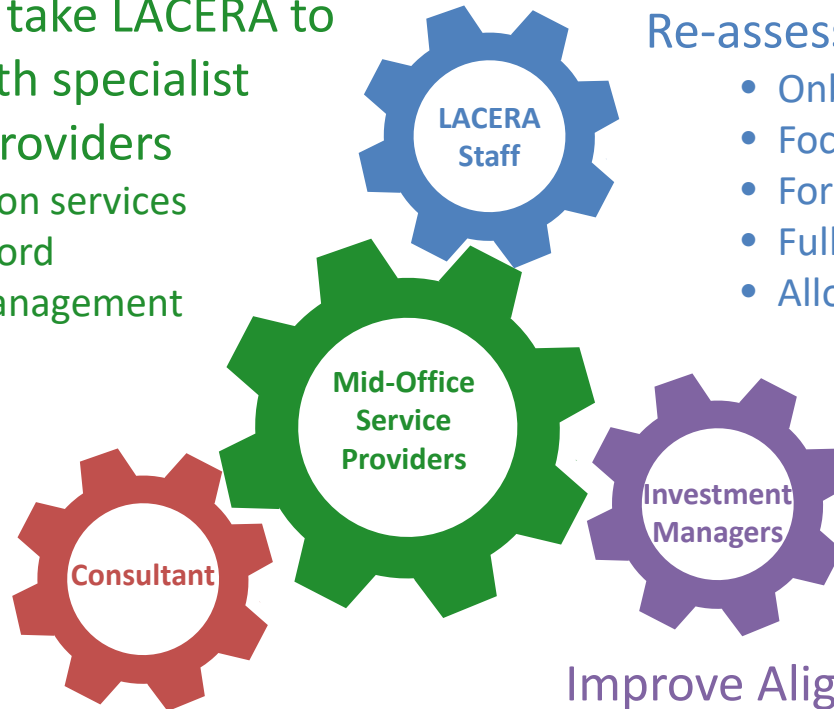 take LACERA to
th specialist
roviders
on services
ord
anagement
LACERA
Staff
Re-assess
• Onl
• Foc
• For
• Full
• Allo
Mid-Office
Service
Providers
Investment
Managers
Consultant
Improve Alig